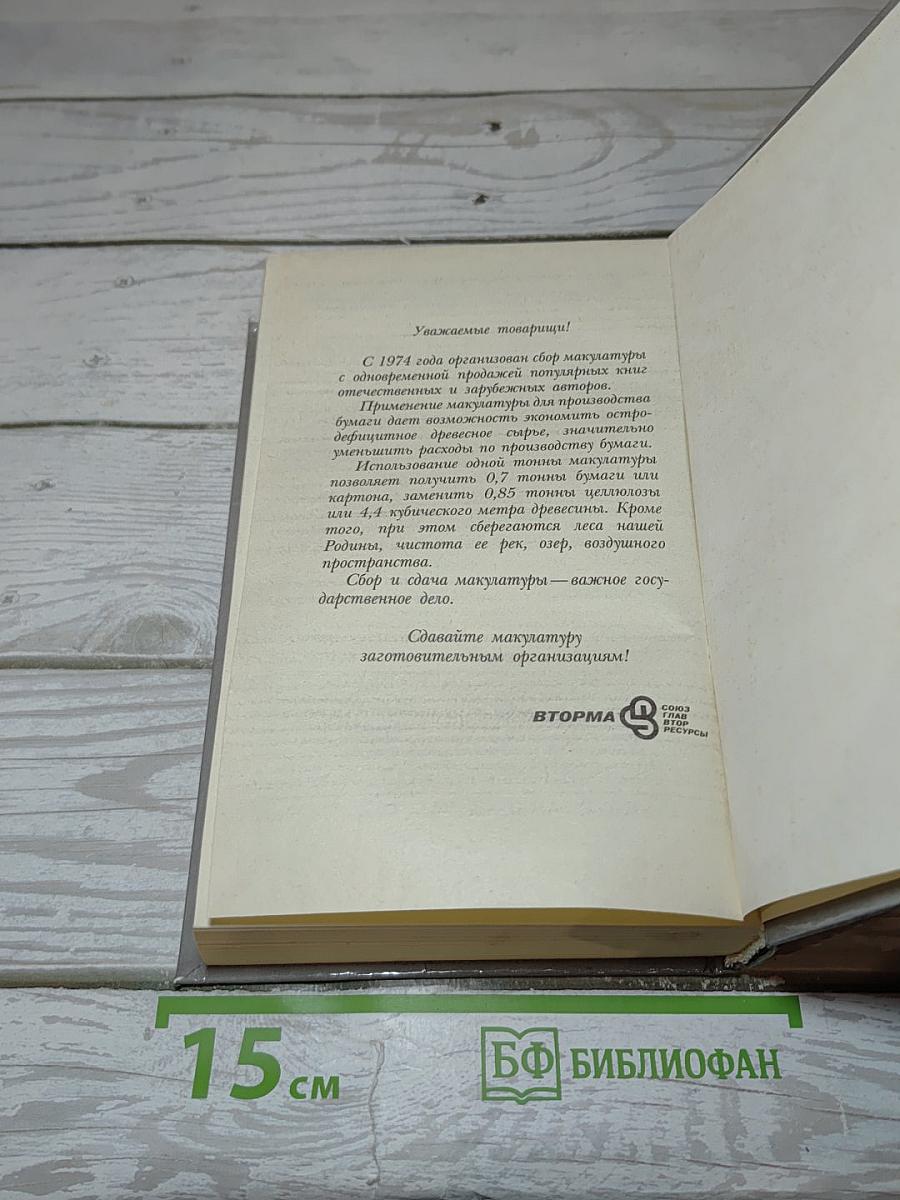 Уважаемые товарищи!
С 1974 года организован сбор макулатуры
с одновременной продажей популярных книг
отечественных и зарубежных авторов.
Применение макулатуры для производства
бумаги дает возможность экономить остро-
дефицитное древесное сырье, значительно
уменьшить расходы по производству бумаги.
Использование одной тонны макулатуры
позволяет получить 0,7 тонны бумаги или
картона, заменить 0,85 тонны целлюлозы
или 4,4 кубического метра древесины. Кроме
того, при этом сберегаются леса нашей
Родины, чистота ее рек, озер, воздушного
пространства.
Сбор и сдача макулатуры — важное госу-
дарственное дело.
Сдавайте макулатуру
заготовительным организациям!
ВТОРМА
СОЮЗ
ГЛАВ
ВТОР
РЕСУРСЫ
15 см
БФ БИБЛИОФАН